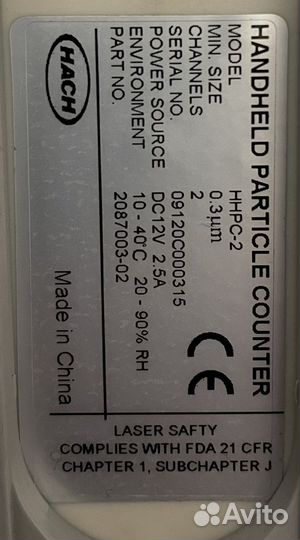 HANDHELD PARTICLE COUNTER
MODEL HHPC-2
MIN. SIZE 0.3µm
CHANNELS 2
SERIAL NO. 09120C000315
POWER SOURCE DC12V 2.5A
ENVIRONMENT 10 - 40°C 20 - 90% RH
PART NO. 2087003-02
CE
HACH
Made in China
LASER SAFTY
COMPLIES WITH FDA 21 CFR
CHAPTER 1, SUBCHAPTER J
Avito